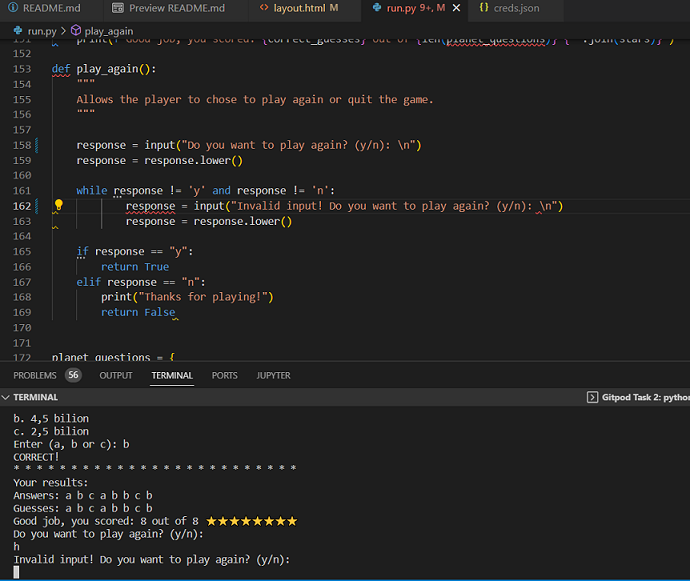 README.md
Preview README.md
layout.html M
run.py 9+, M
creds.json
run.py > play_again
151 print(f"Good job, you scored: {correct_guesses} out of {len(planet_questions)} {" ".join(stars)}")
152
153 def play_again():
154 """
155 Allows the player to chose to play again or quit the game.
156 """
157
158 response = input("Do you want to play again? (y/n): \n")
159 response = response.lower()
160
161 while response != 'y' and response != 'n':
162 response = input("Invalid input! Do you want to play again? (y/n): \n")
163 response = response.lower()
164
165 if response == "y":
166 return True
167 elif response == "n":
168 print("Thanks for playing!")
169 return False
170
171
172 planet_questions = {
PROBLEMS 56 OUTPUT TERMINAL PORTS JUPYTER
TERMINAL
Gitpod Task 2: python
b. 4,5 bilion
c. 2,5 bilion
Enter (a, b or c): b
CORRECT!
* * * * * * * * * * * * * * * * * * * * * * * * *
Your results:
Answers: a b c a b b c b
Guesses: a b c a b b c b
Good job, you scored: 8 out of 8 ★★★★★★★★
Do you want to play again? (y/n):
h
Invalid input! Do you want to play again? (y/n):